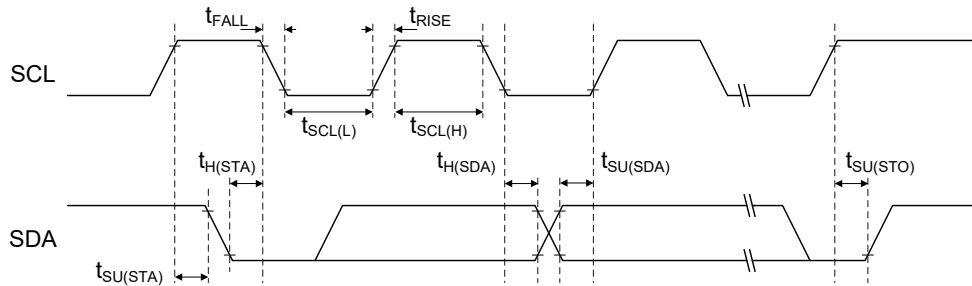 tFALL tRISE
SCL
tSCL(L) tSCL(H)
tH(STA) tH(SDA) tSU(SDA) tSU(STO)
SDA
tSU(STA)